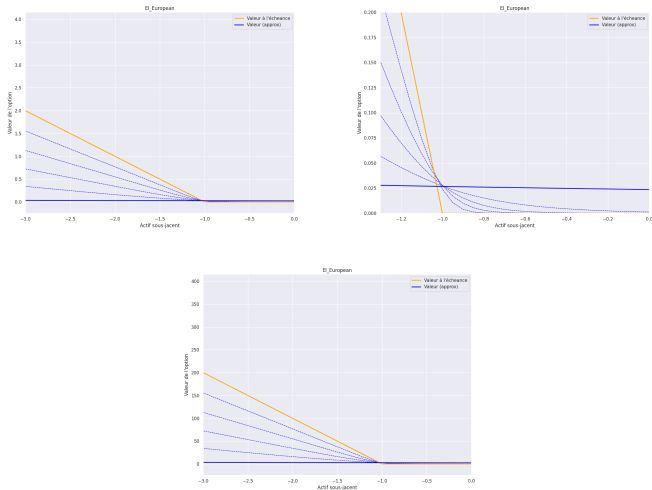 EI_European
Valeur de l'option
4.0
3.5
3.0
2.5
2.0
1.5
1.0
0.5
0.0
Valeur à l'écheance
Valeur (approx)
−3.0 −2.5 −2.0 −1.5 −1.0 −0.5 0.0
Actif sous-jacent
EI_European
Valeur de l'option
0.200
0.175
0.150
0.125
0.100
0.075
0.050
0.025
0.000
Valeur à l'écheance
Valeur (approx)
−1.2 −1.0 −0.8 −0.6 −0.4 −0.2 0.0
Actif sous-jacent
EI_European
Valeur de l'option
400
350
300
250
200
150
100
50
0
Valeur à l'écheance
Valeur (approx)
−3.0 −2.5 −2.0 −1.5 −1.0 −0.5 0.0
Actif sous-jacent